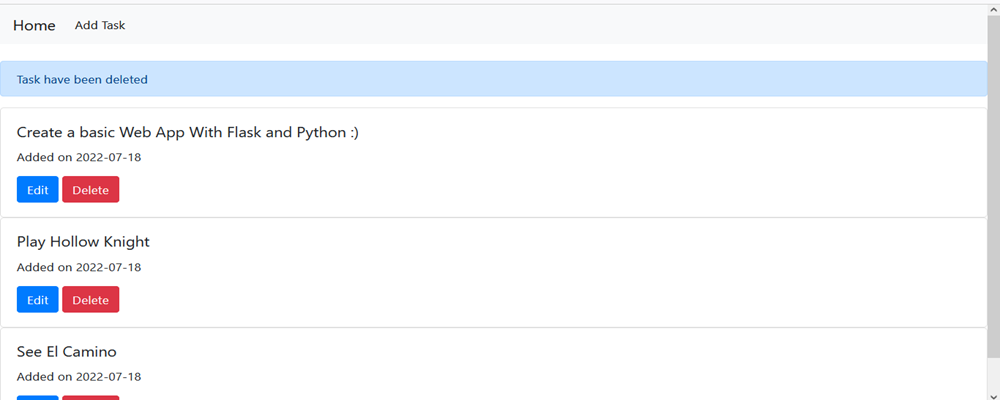 Home Add Task
Task have been deleted
Create a basic Web App With Flask and Python :)
Added on 2022-07-18
Edit Delete
Play Hollow Knight
Added on 2022-07-18
Edit Delete
See El Camino
Added on 2022-07-18